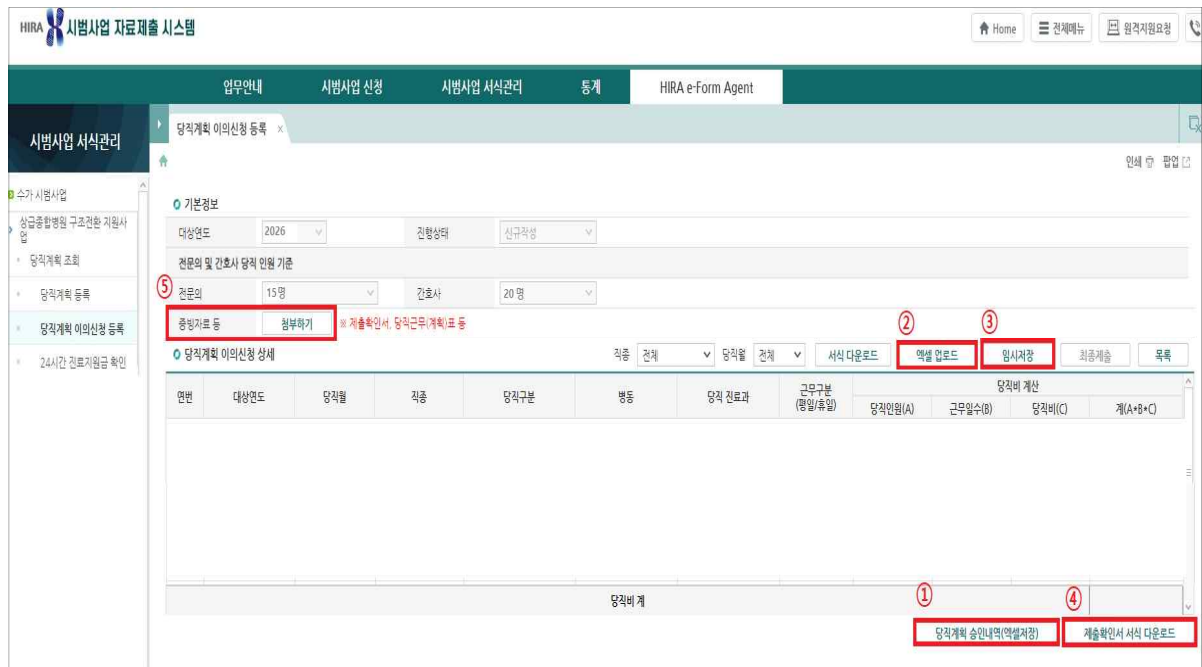 HIRA 시범사업 자료제출 시스템
Home 전체메뉴 원격지원요청
업무안내 시범사업 신청 시범사업 서식관리 통계 HIRA e-Form Agent
시범사업 서식관리
당직계획 이의신청 등록 ×
인쇄 팝업
수가 시범사업
상급종합병원 구조전환 지원사
업
당직계획 조회
당직계획 등록
당직계획 이의신청 등록
24시간 진료지원금 확인
기본정보
대상연도 2026 진행상태 신규작성
전문의 및 간호사 당직 인원 기준
⑤
전문의 15명 간호사 20 명
증빙자료 등 첨부하기 ※ 제출확인서, 당직근무(계획)표 등
② ③
당직계획 이의신청 상세 직종 전체 당직월 전체 서식 다운로드 엑셀 업로드 임시저장 최종제출 목록
연번 대상연도 당직월 직종 당직구분 병동 당직 진료과 근무구분
(평일/휴일) 당직비 계산
당직인원(A) 근무일수(B) 당직비(C) 계(A*B*C)
당직비 계
① ④
당직계획 승인내역(엑셀저장) 제출확인서 서식 다운로드